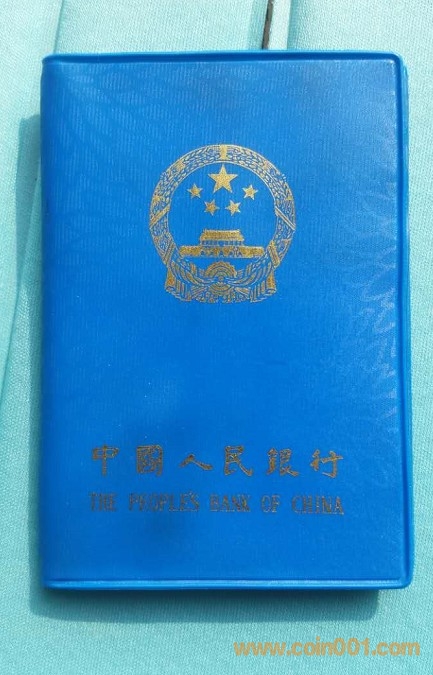 中國人民銀行
THE PEOPLE'S BANK OF CHINA
www.coin001.com